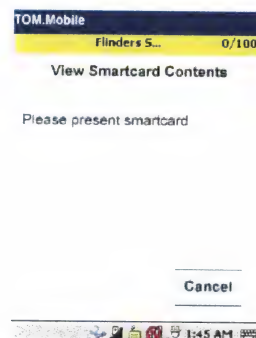 TOM.Mobile
Flinders S... 0/100
View Smartcard Contents
Please present smartcard
Cancel
1:45 AM